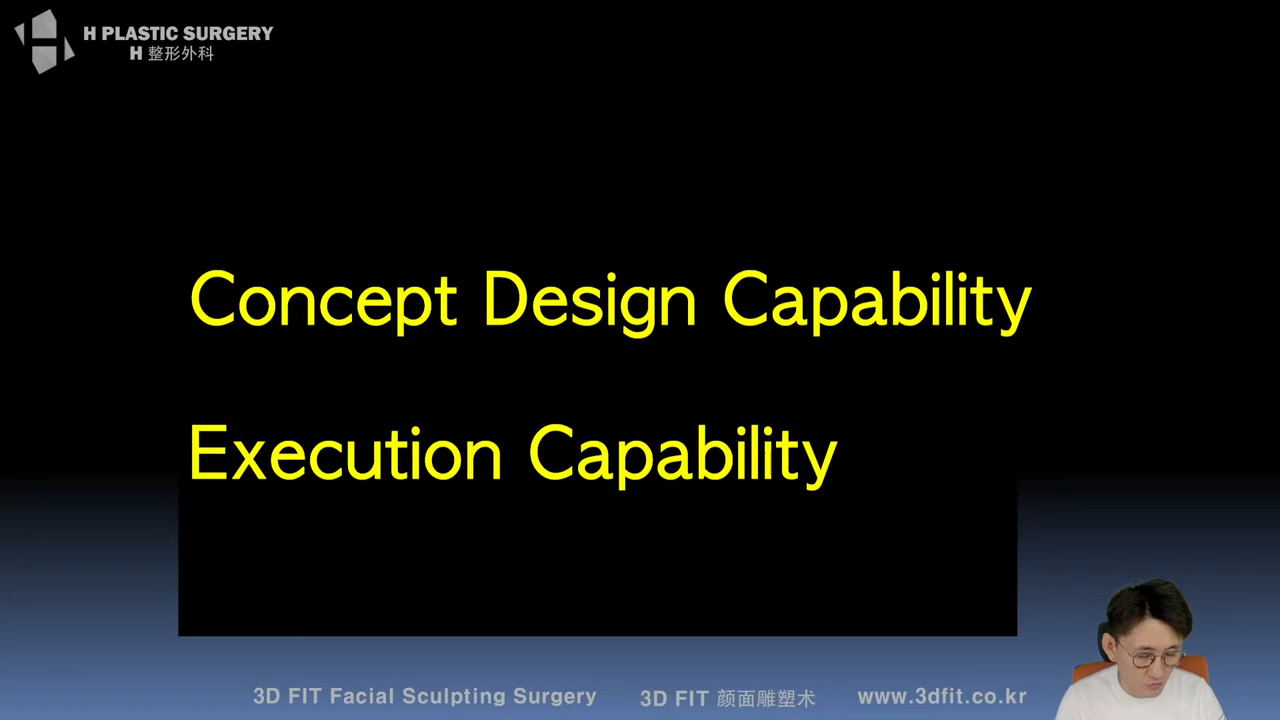 H PLASTIC SURGERY
H 整形外科
Concept Design Capability
Execution Capability
3D FIT Facial Sculpting Surgery
3D FIT 颜面雕塑术
www.3dfit.co.kr